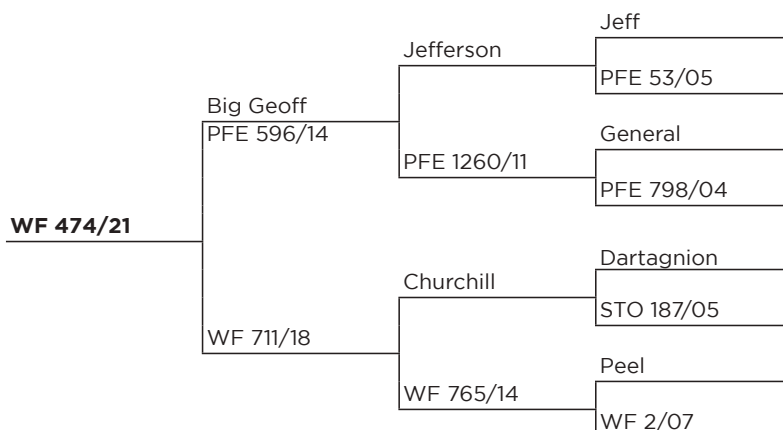 Jeff
Jefferson
PFE 53/05
Big Geoff
PFE 596/14
General
PFE 1260/11
PFE 798/04
WF 474/21
Dartagnion
Churchill
STO 187/05
WF 711/18
Peel
WF 765/14
WF 2/07